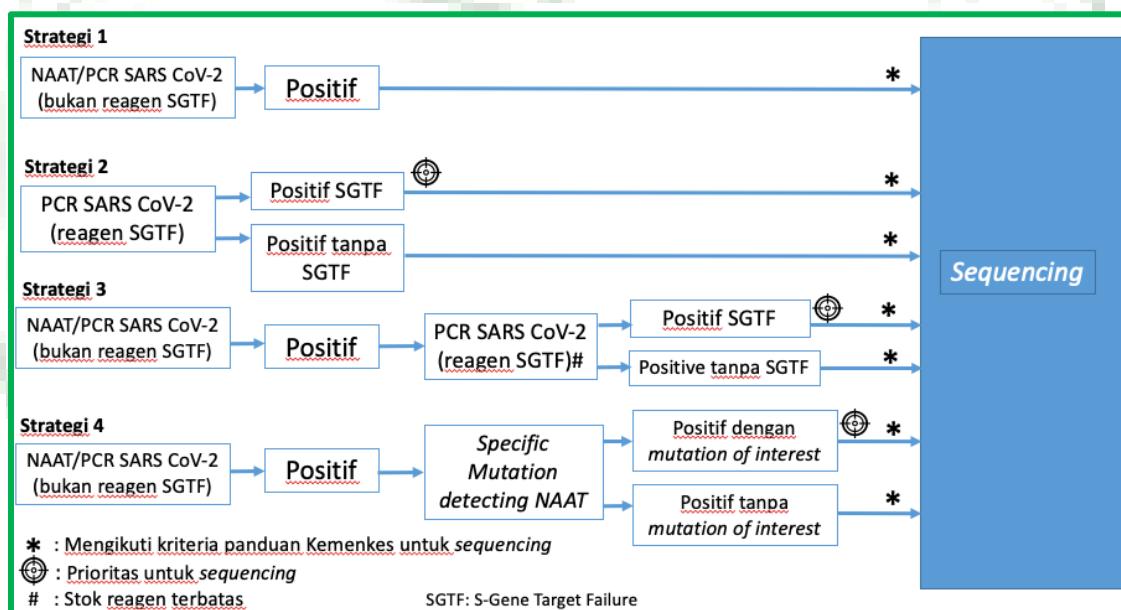 Strategi 1
NAAT/PCR SARS CoV-2
(bukan reagen SGTF)
Positif
*
Strategi 2
PCR SARS CoV-2
(reagen SGTF)
Positif SGTF
*
Positif tanpa
SGTF
*
Strategi 3
NAAT/PCR SARS CoV-2
(bukan reagen SGTF)
Positif
PCR SARS CoV-2
(reagen SGTF)#
Positif SGTF
*
Positive tanpa SGTF
*
Strategi 4
NAAT/PCR SARS CoV-2
(bukan reagen SGTF)
Positif
Specific
Mutation
detecting NAAT
Positif dengan
mutation of interest
*
Positif tanpa
mutation of interest
*
Sequencing
* : Mengikuti kriteria panduan Kemenkes untuk sequencing
: Prioritas untuk sequencing
# : Stok reagen terbatas
SGTF: S-Gene Target Failure